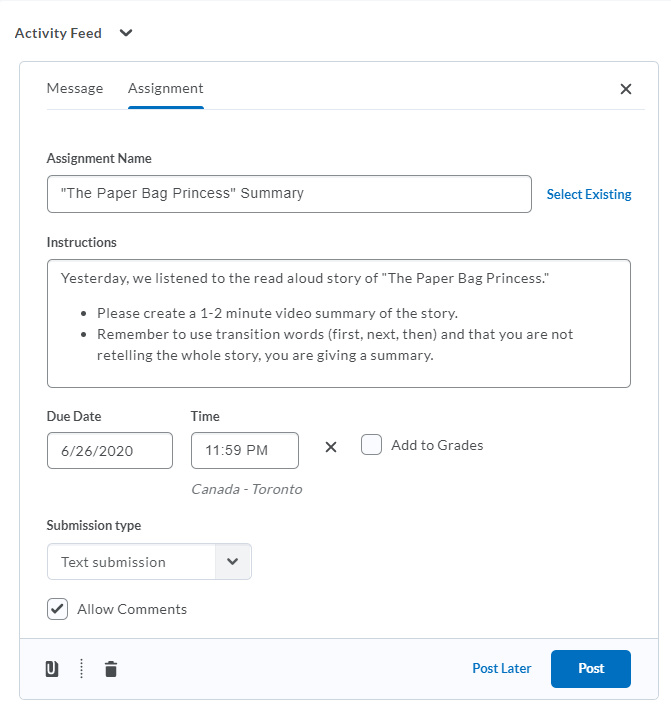 Activity Feed
Message Assignment
Assignment Name
"The Paper Bag Princess" Summary
Select Existing
Instructions
Yesterday, we listened to the read aloud story of "The Paper Bag Princess."
• Please create a 1-2 minute video summary of the story.
• Remember to use transition words (first, next, then) and that you are not
retelling the whole story, you are giving a summary.
Due Date Time
6/26/2020 11:59 PM Add to Grades
Canada - Toronto
Submission type
Text submission
Allow Comments
Post Later Post